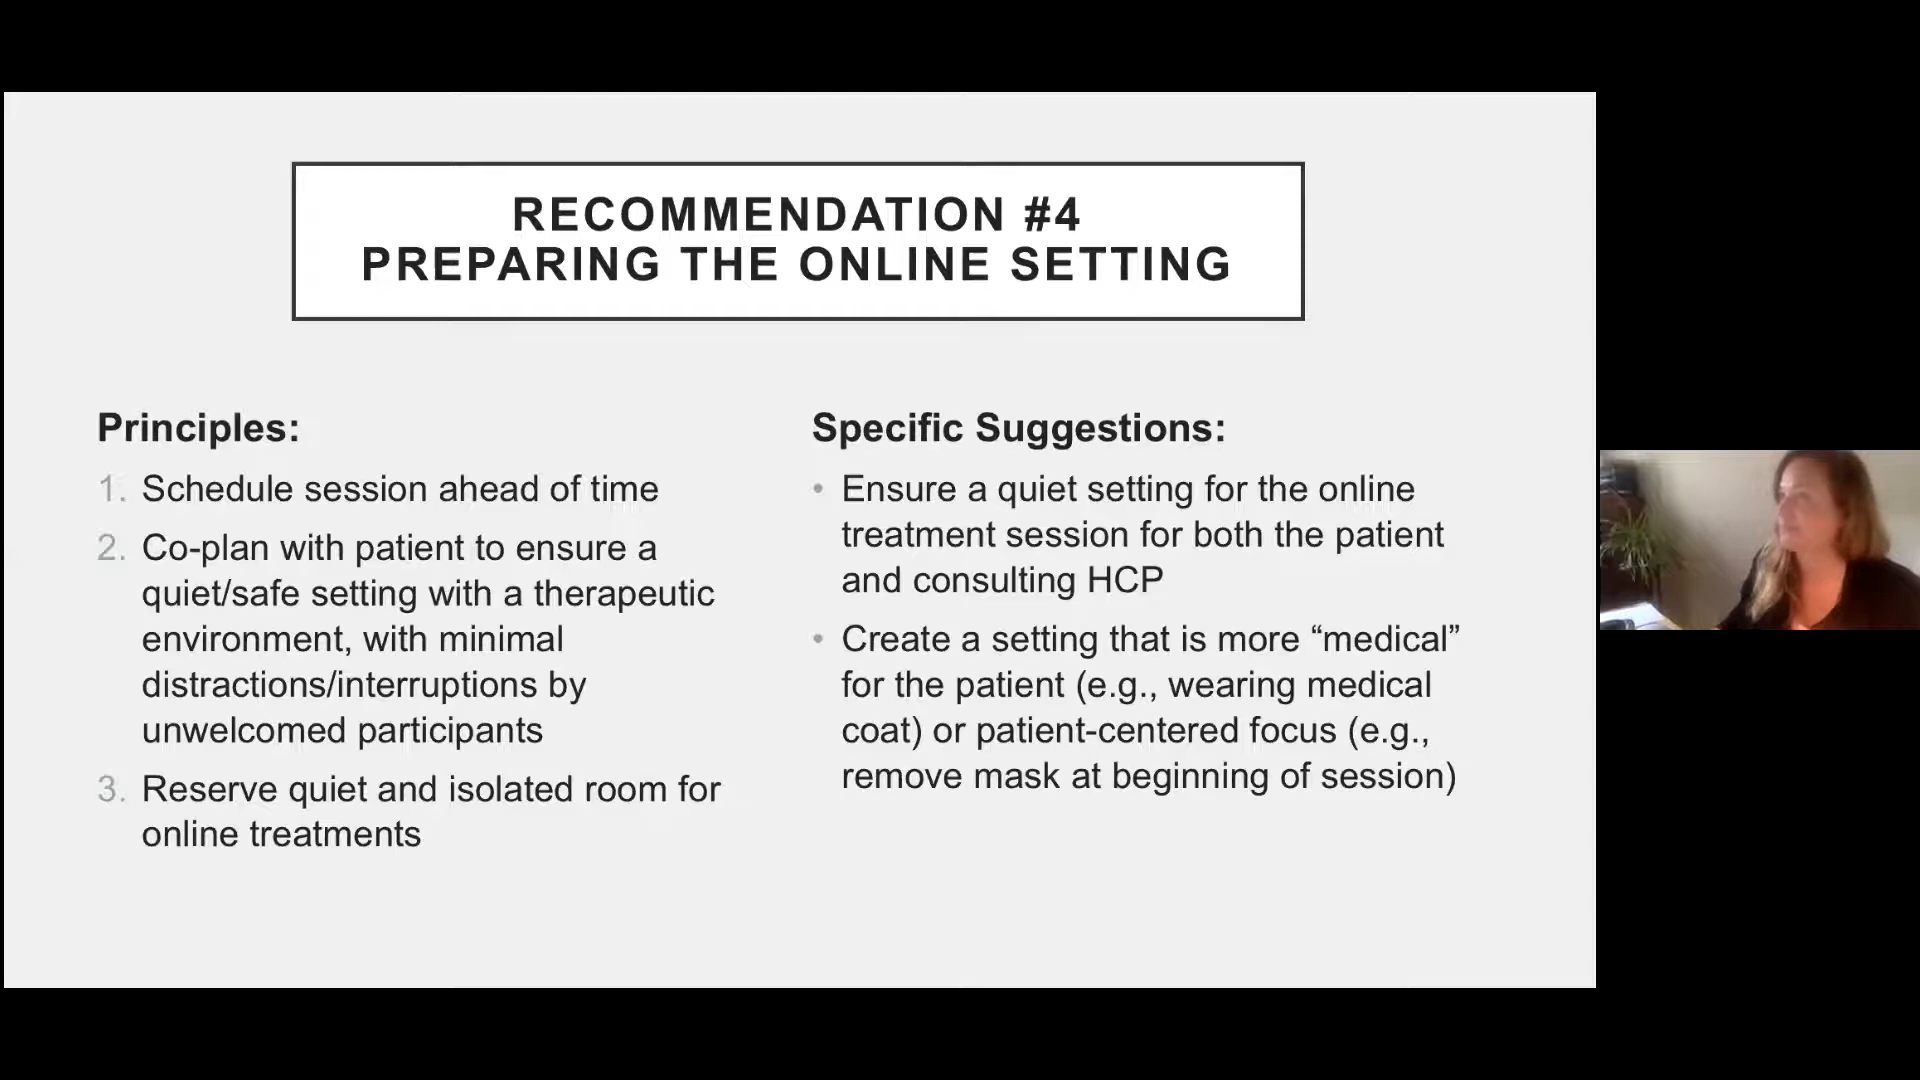 RECOMMENDATION #4
PREPARING THE ONLINE SETTING
Principles:
1. Schedule session ahead of time
2. Co-plan with patient to ensure a
quiet/safe setting with a therapeutic
environment, with minimal
distractions/interruptions by
unwelcomed participants
3. Reserve quiet and isolated room for
online treatments
Specific Suggestions:
• Ensure a quiet setting for the online
treatment session for both the patient
and consulting HCP
• Create a setting that is more “medical”
for the patient (e.g., wearing medical
coat) or patient-centered focus (e.g.,
remove mask at beginning of session)